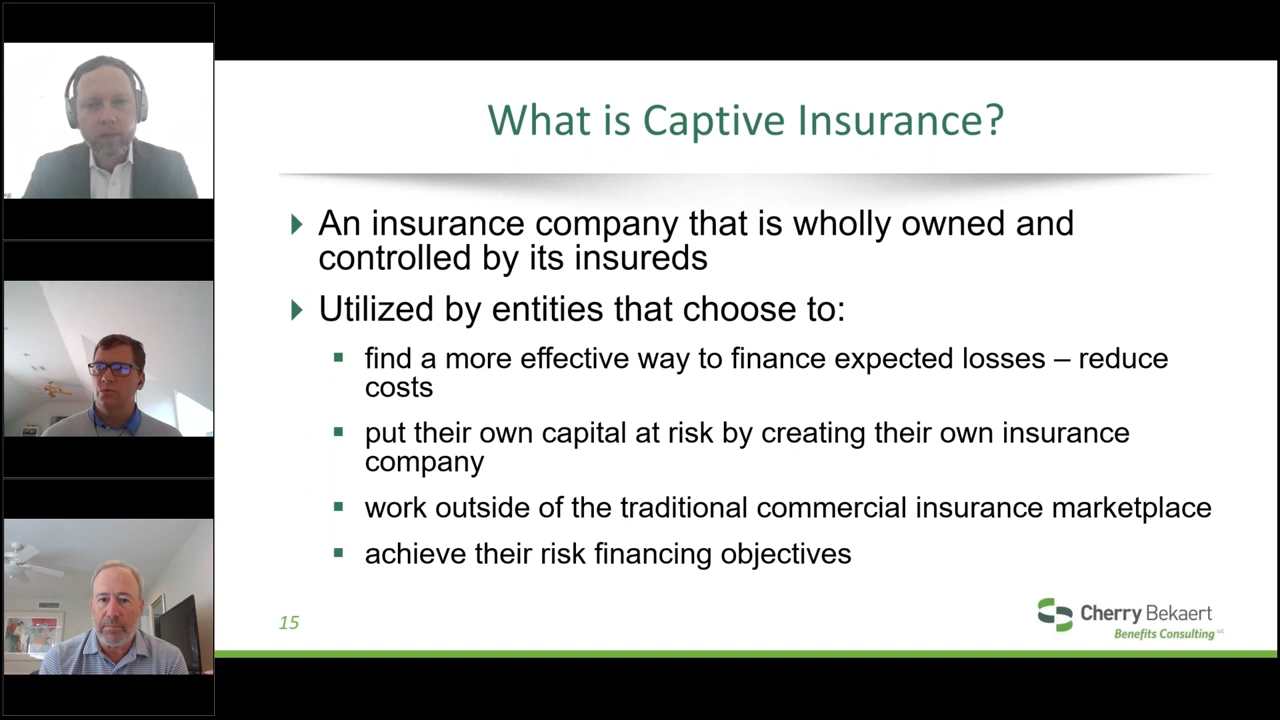 What is Captive Insurance?
An insurance company that is wholly owned and
controlled by its insureds
Utilized by entities that choose to:
find a more effective way to finance expected losses – reduce
costs
put their own capital at risk by creating their own insurance
company
work outside of the traditional commercial insurance marketplace
achieve their risk financing objectives
15
Cherry Bekaert
Benefits Consulting LLC